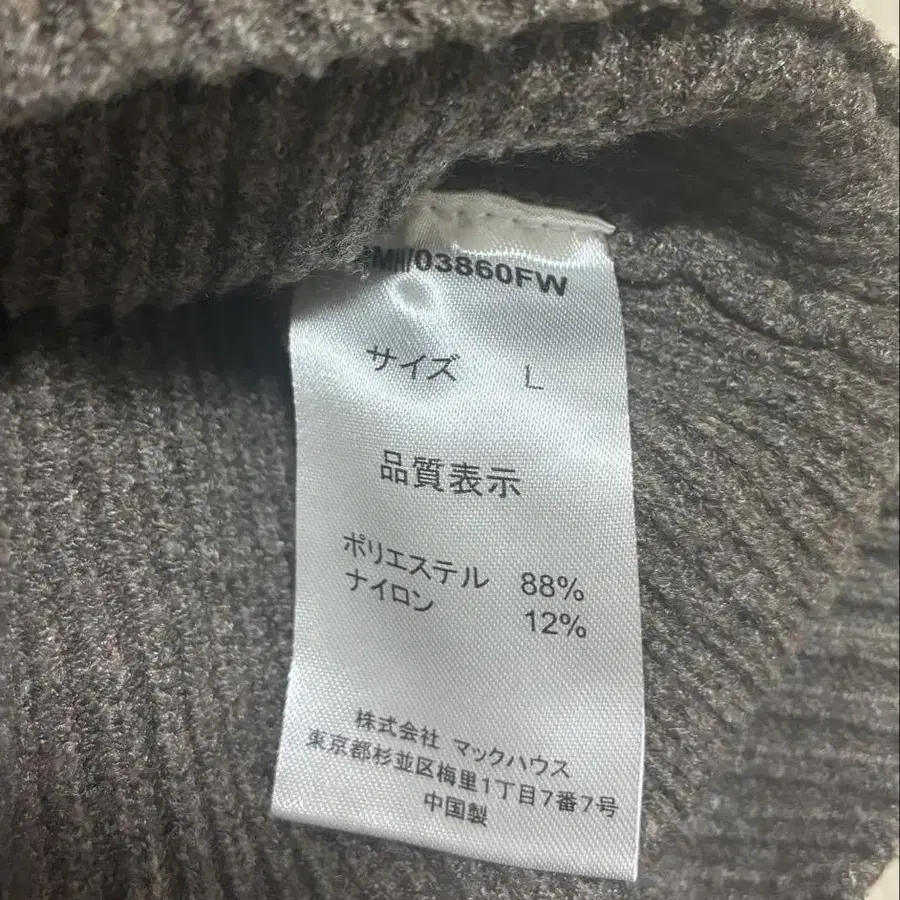 /03860FW
サイズ L
品質表示
ポリエステル 88%
ナイロン 12%
株式会社 マックハウス
東京都杉並区梅里1丁目7番7号
中国製